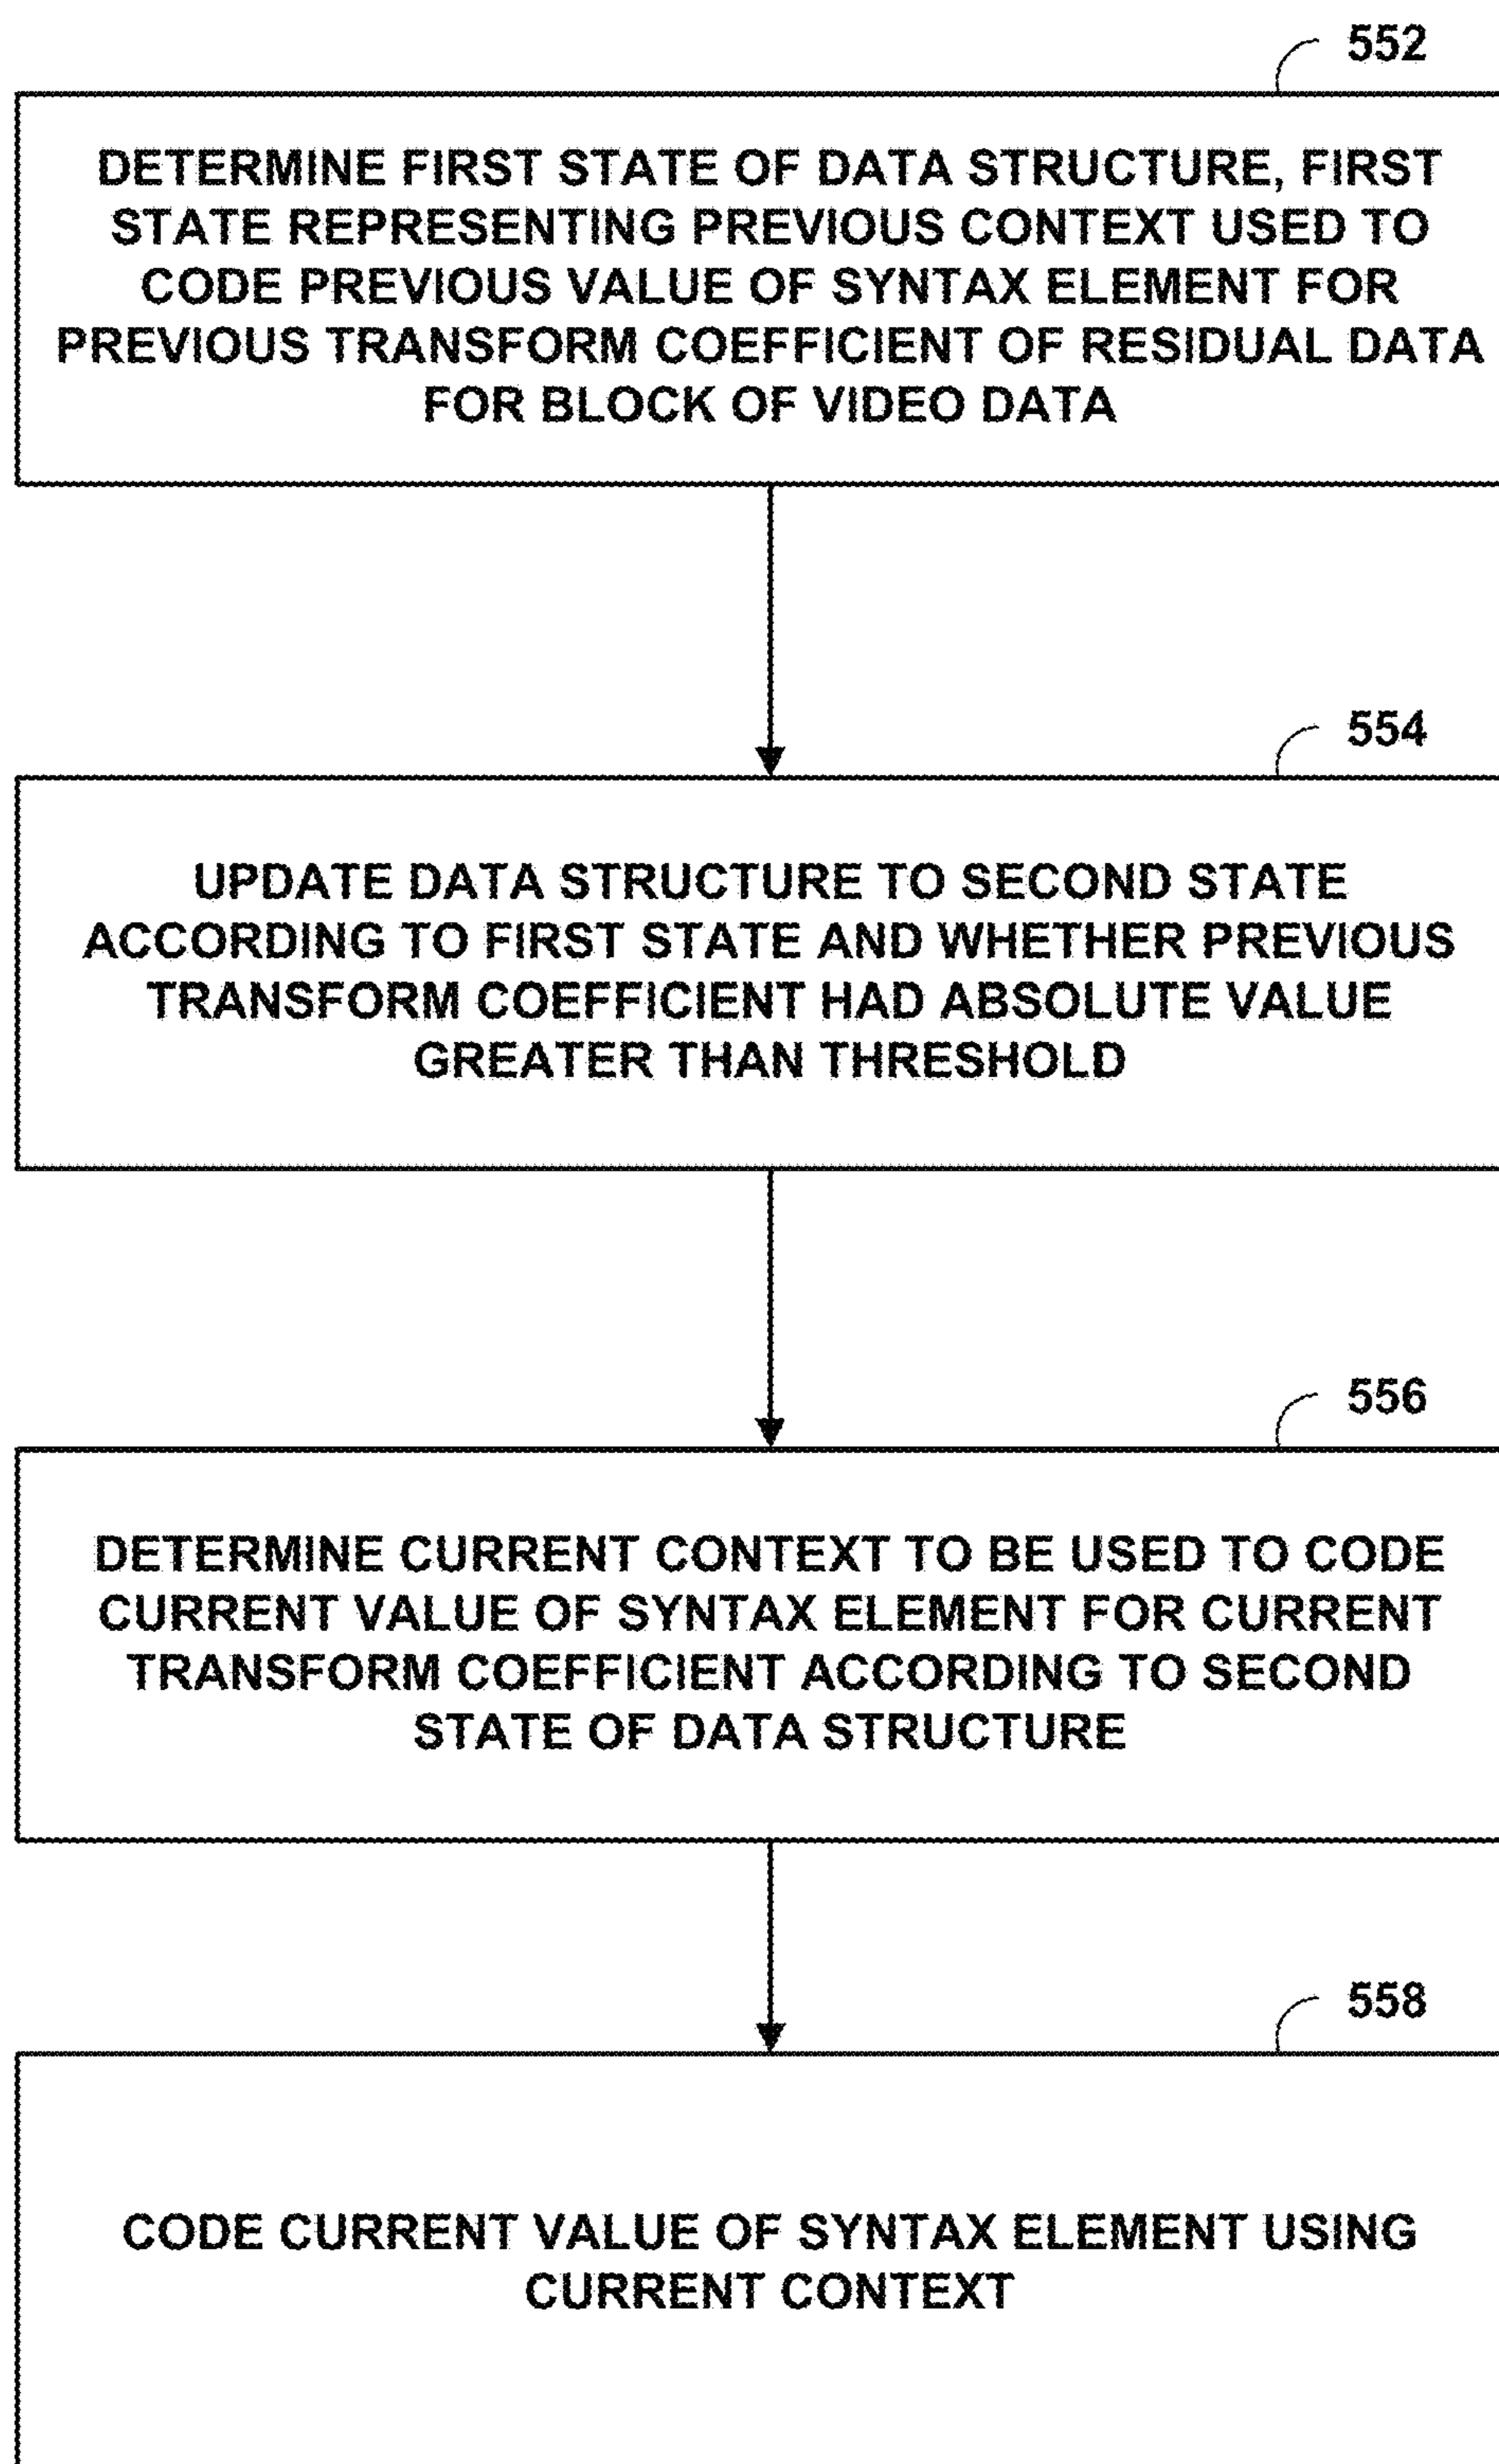 552
DETERMINE FIRST STATE OF DATA STRUCTURE, FIRST
STATE REPRESENTING PREVIOUS CONTEXT USED TO
CODE PREVIOUS VALUE OF SYNTAX ELEMENT FOR
PREVIOUS TRANSFORM COEFFICIENT OF RESIDUAL DATA
FOR BLOCK OF VIDEO DATA
554
UPDATE DATA STRUCTURE TO SECOND STATE
ACCORDING TO FIRST STATE AND WHETHER PREVIOUS
TRANSFORM COEFFICIENT HAD ABSOLUTE VALUE
GREATER THAN THRESHOLD
556
DETERMINE CURRENT CONTEXT TO BE USED TO CODE
CURRENT VALUE OF SYNTAX ELEMENT FOR CURRENT
TRANSFORM COEFFICIENT ACCORDING TO SECOND
STATE OF DATA STRUCTURE
558
CODE CURRENT VALUE OF SYNTAX ELEMENT USING
CURRENT CONTEXT